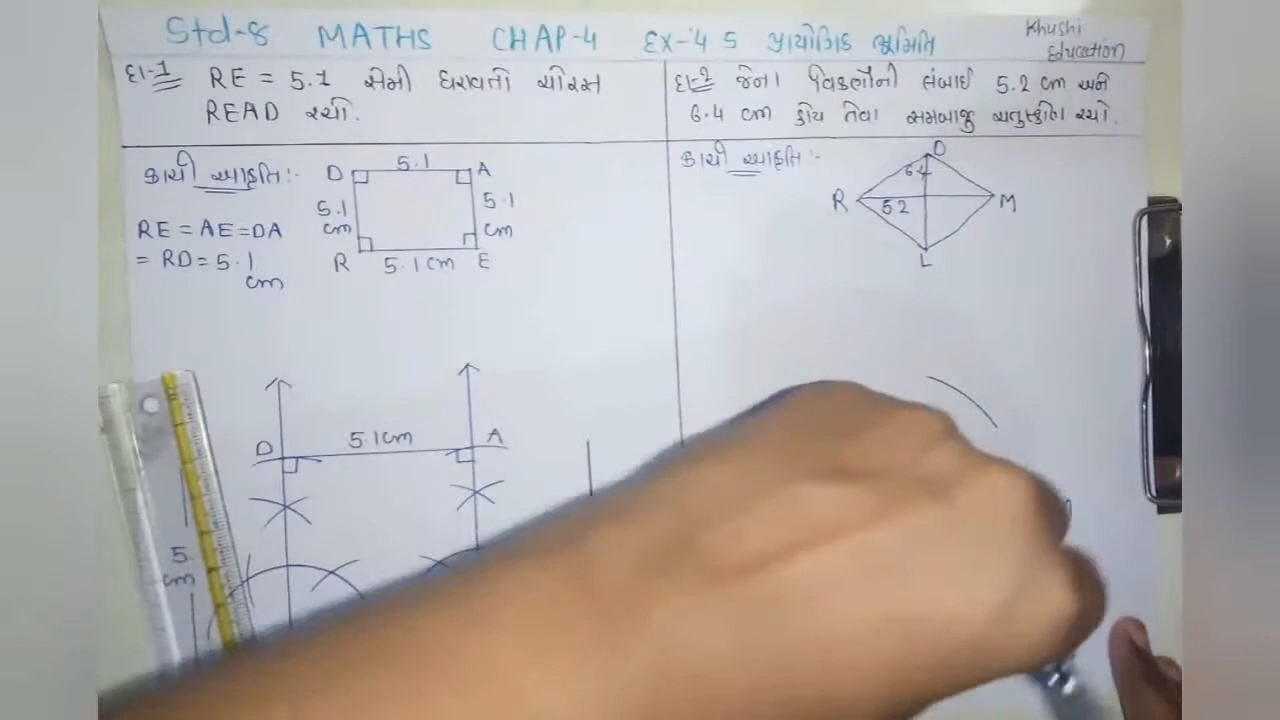 Std-8 MATHS CHAP-4 EX-4.5 પ્રાયોગિક ભૂમિતિ
Khushi
Education
દા-1 RE = 5.1 સેમી ધરાવતો ચોરસ
READ રચો.
દા-2 જેના વિકર્ણોની લંબાઈ 5.2 cm અને
6.4 cm હોય તેવા સમબાજુ ચતુષ્કોણ રચો.
કાચી આકૃતિ :-
D 5.1 A
5.1 cm
5.1 cm
R 5.1 cm E
RE = AE = DA
= RD = 5.1
cm
કાચી આકૃતિ :-
D
6.4
R 5.2 M
L
D 5.1cm A
5.
cm